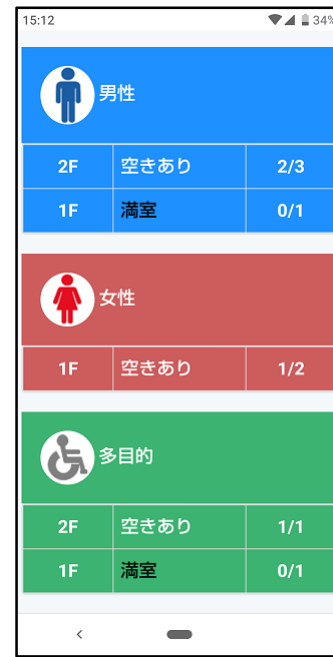 15:12 34%
男性
2F 空きあり 2/3
1F 満室 0/1
女性
1F 空きあり 1/2
多目的
2F 空きあり 1/1
1F 満室 0/1